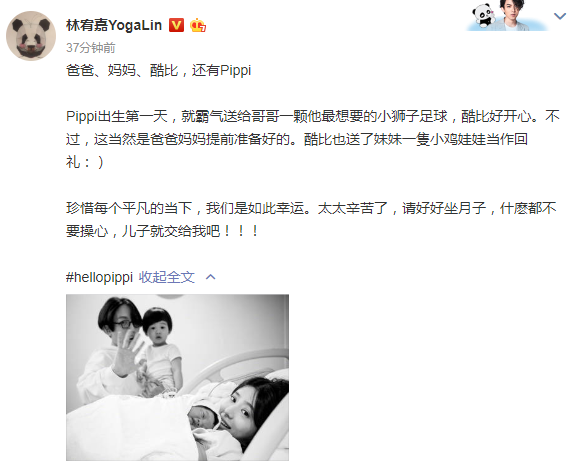 林宥嘉YogaLin
37分钟前
爸爸、妈妈、酷比，还有Pippi
Pippi出生第一天，就霸气送给哥哥一颗他最想要的小狮子足球，酷比好开心。不
过，这当然是爸爸妈妈提前准备好的。酷比也送了妹妹一隻小鸡娃娃当作回
礼：）
珍惜每个平凡的当下，我们是如此幸运。太太辛苦了，请好好坐月子，什麽都不
要操心，儿子就交给我吧！！！
#hellopippi 收起全文